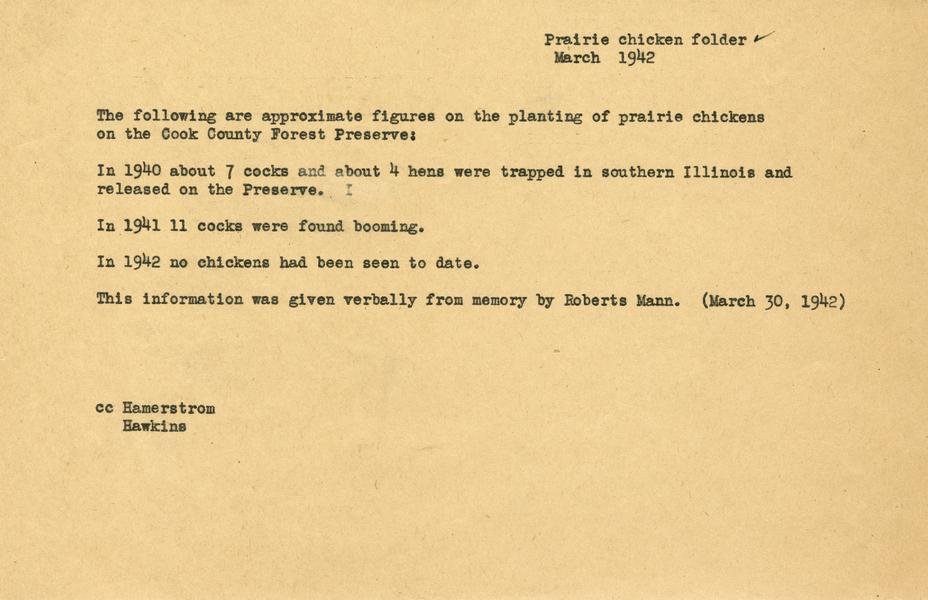 Prairie chicken folder ✓
March 1942
The following are approximate figures on the planting of prairie chickens
on the Cook County Forest Preserve:
In 1940 about 7 cocks and about 4 hens were trapped in southern Illinois and
released on the Preserve. I
In 1941 11 cocks were found booming.
In 1942 no chickens had been seen to date.
This information was given verbally from memory by Roberts Mann. (March 30, 1942)
cc Hamerstrom
Hawkins